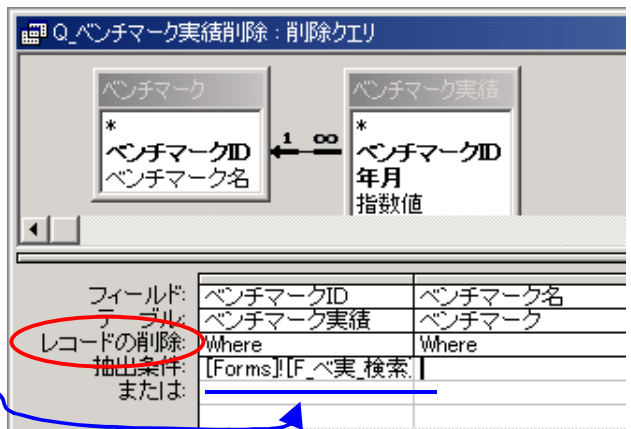 Q_ベンチマーク実績削除 : 削除クエリ
ベンチマーク
*
ベンチマークID
ベンチマーク名
1 ∞
ベンチマーク実績
*
ベンチマークID
年月
指数値
フィールド: ベンチマークID ベンチマーク名
テーブル: ベンチマーク実績 ベンチマーク
レコードの削除: Where Where
抽出条件: [Forms]![F_べ実_検索]
または: